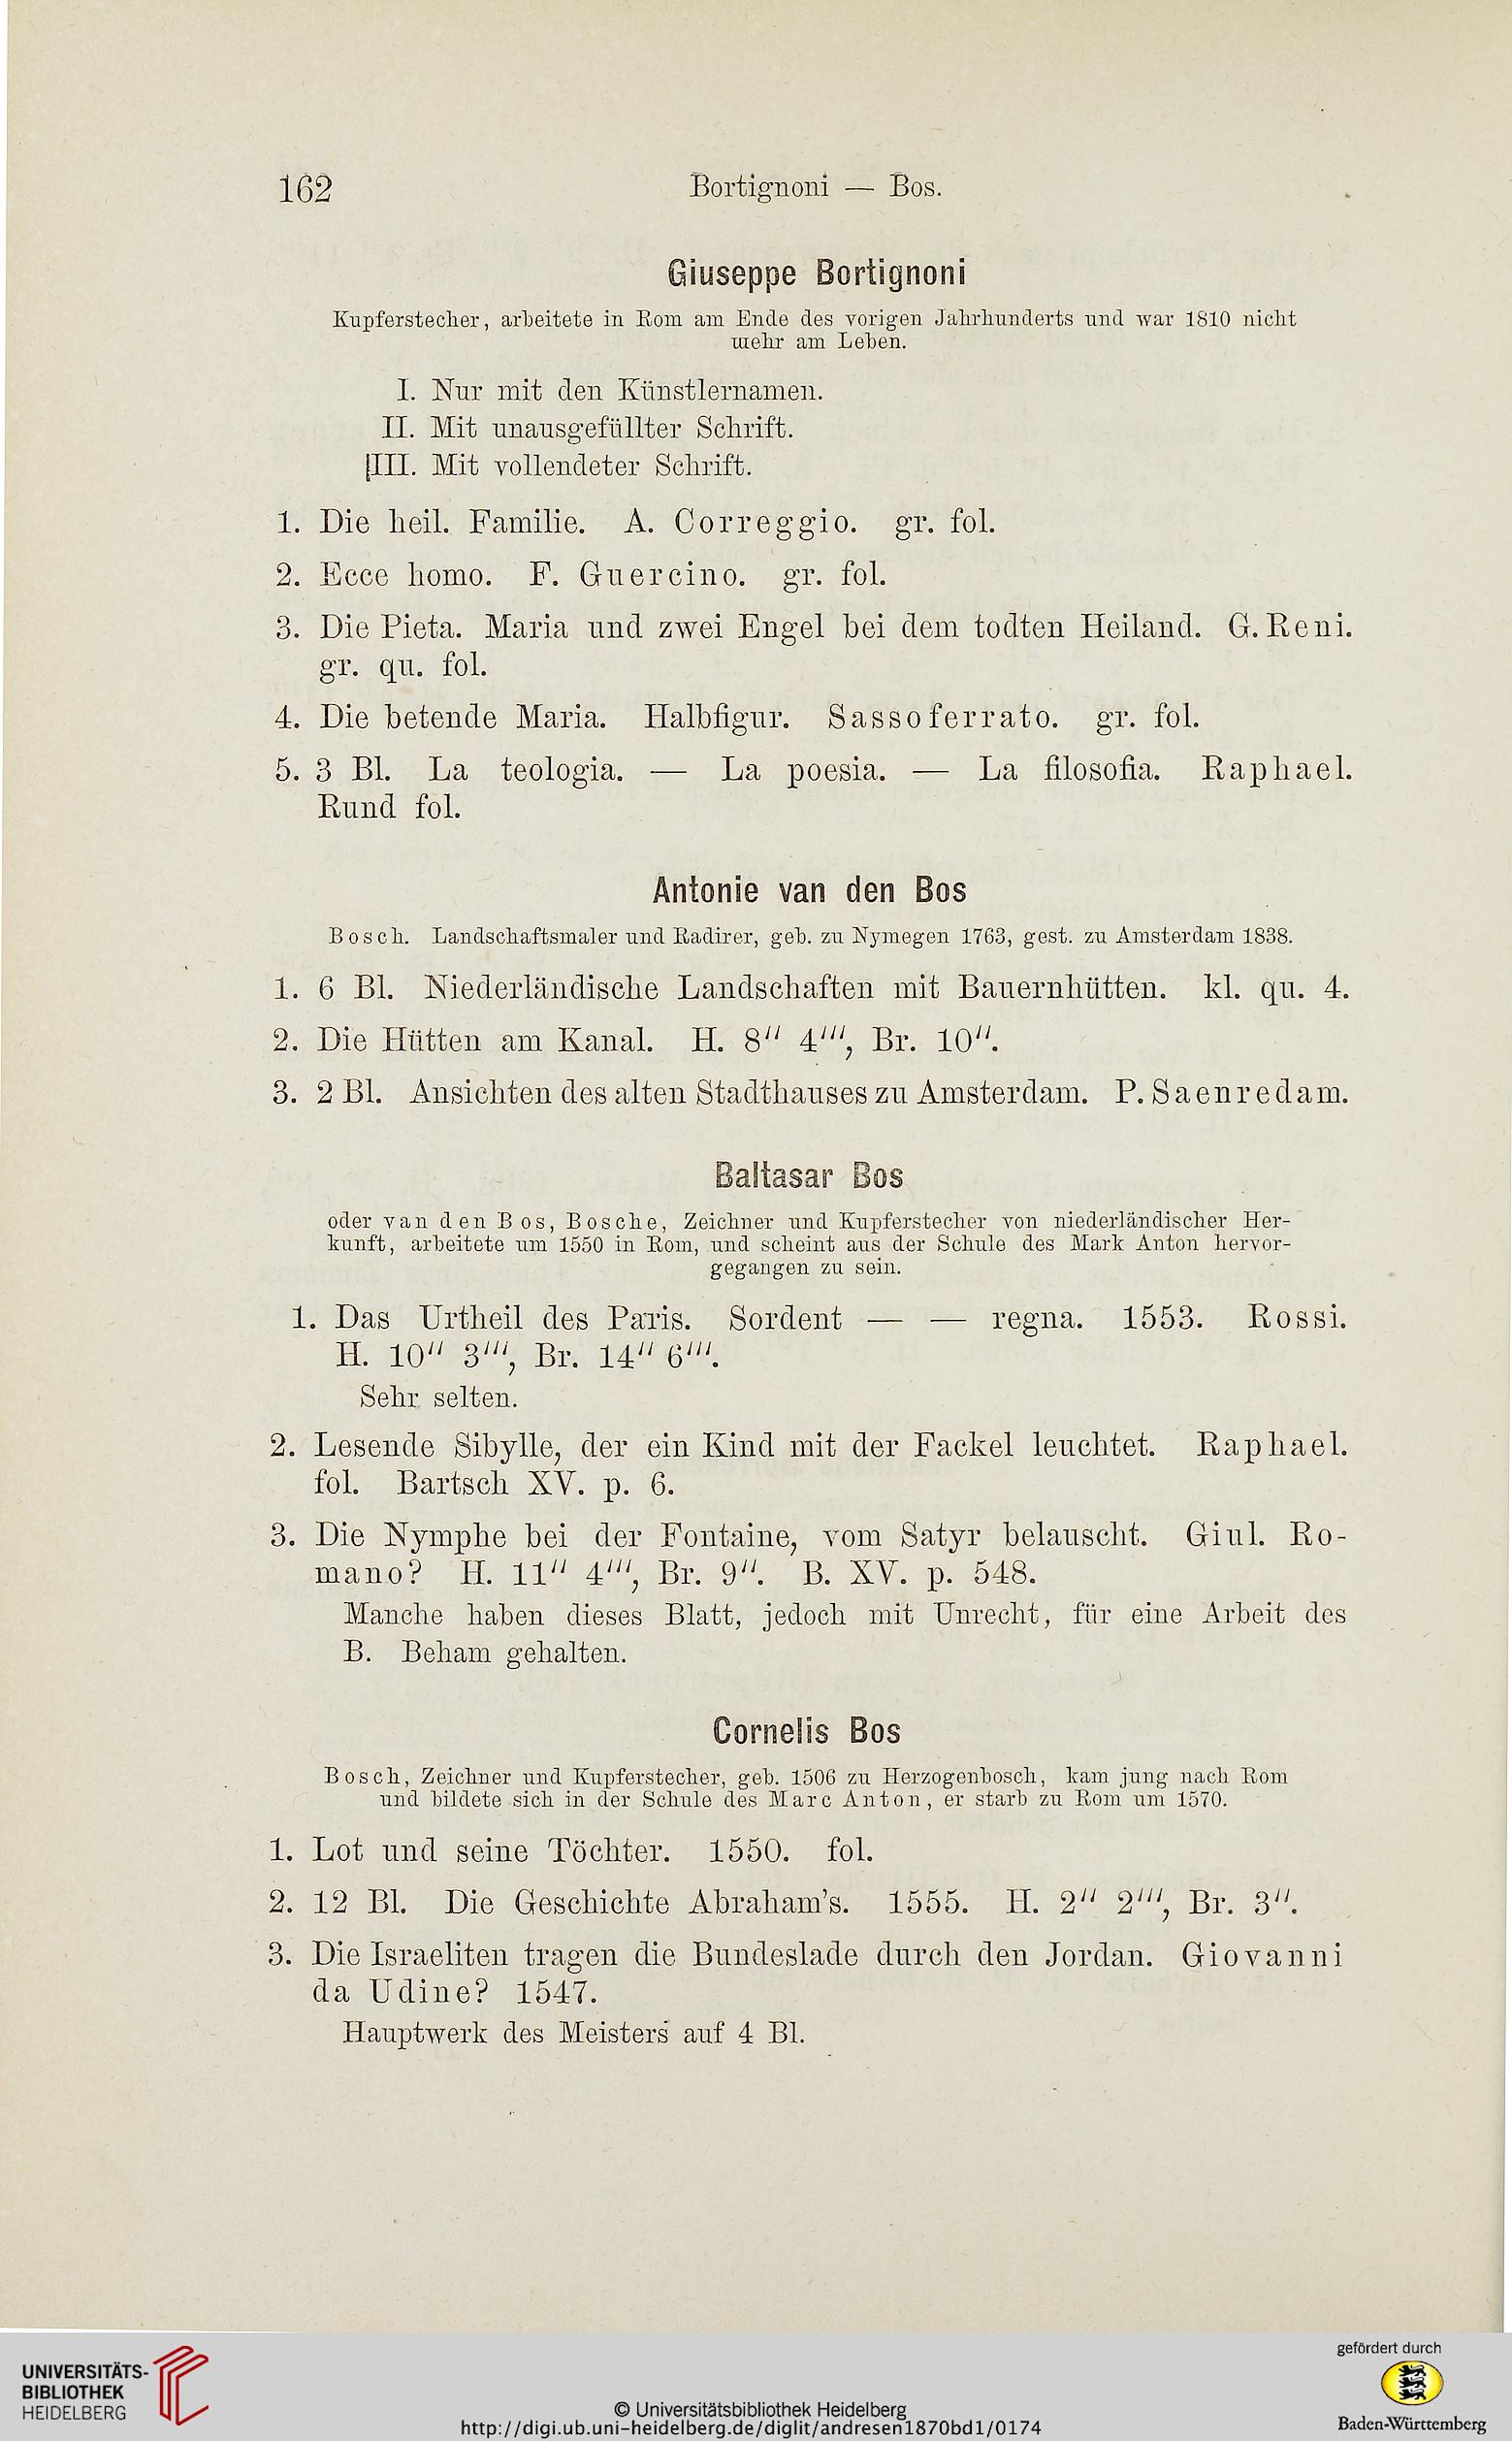 162
Bortignoni — Bos.
Giuseppe Bortignoni
Kupferstecher, arbeitete in Rom am Ende des vorigen Jahrhunderts und war 1810 nicht
mehr am Leben.
I. Nur mit den Künstlernamen.
II. Mit unausgefüllter Schrift.
III. Mit vollendeter Schrift.
1. Die heil. Familie. A. Correggio. gr. fol.
2. Ecce homo. F. Guercino. gr. fol.
3. Die Pieta. Maria und zwei Engel bei dem todten Heiland. G. Reni.
gr. qu. fol.
4. Die betende Maria. Halbfigur. Sassoferrato. gr. fol.
5. 3 Bl. La teologia. — La poesia. — La filosofia. Raphael.
Rund fol.
Antonie van den Bos
Bosch. Landschaftsmaler und Radirer, geb. zu Nymegen 1763, gest. zu Amsterdam 1838.
1. 6 Bl. Niederländische Landschaften mit Bauernhütten. kl. qu. 4.
2. Die Hütten am Kanal. H. 8″ 4‴, Br. 10″.
3. 2 Bl. Ansichten des alten Stadthauses zu Amsterdam. P. Saenredam.
Baltasar Bos
oder van den Bos, Bosche, Zeichner und Kupferstecher von niederländischer Her-
kunft, arbeitete um 1550 in Rom, und scheint aus der Schule des Mark Anton hervor-
gegangen zu sein.
1. Das Urtheil des Paris. Sordent — — regna. 1553. Rossi.
H. 10″ 3‴, Br. 14″ 6‴.
Sehr selten.
2. Lesende Sibylle, der ein Kind mit der Fackel leuchtet. Raphael.
fol. Bartsch XV. p. 6.
3. Die Nymphe bei der Fontaine, vom Satyr belauscht. Giul. Ro-
mano? H. 11″ 4‴, Br. 9″. B. XV. p. 548.
Manche haben dieses Blatt, jedoch mit Unrecht, für eine Arbeit des
B. Beham gehalten.
Cornelis Bos
Bosch, Zeichner und Kupferstecher, geb. 1506 zu Herzogenbosch, kam jung nach Rom
und bildete sich in der Schule des Marc Anton, er starb zu Rom um 1570.
1. Lot und seine Töchter. 1550. fol.
2. 12 Bl. Die Geschichte Abraham's. 1555. H. 2″ 2‴, Br. 3″.
3. Die Israeliten tragen die Bundeslade durch den Jordan. Giovanni
da Udine? 1547.
Hauptwerk des Meisters auf 4 Bl.
UNIVERSITÄTS-
BIBLIOTHEK
HEIDELBERG
© Universitätsbibliothek Heidelberg
http://digi.ub.uni-heidelberg.de/diglit/andresen1870bd1/0174
gefördert durch
Baden-Württemberg